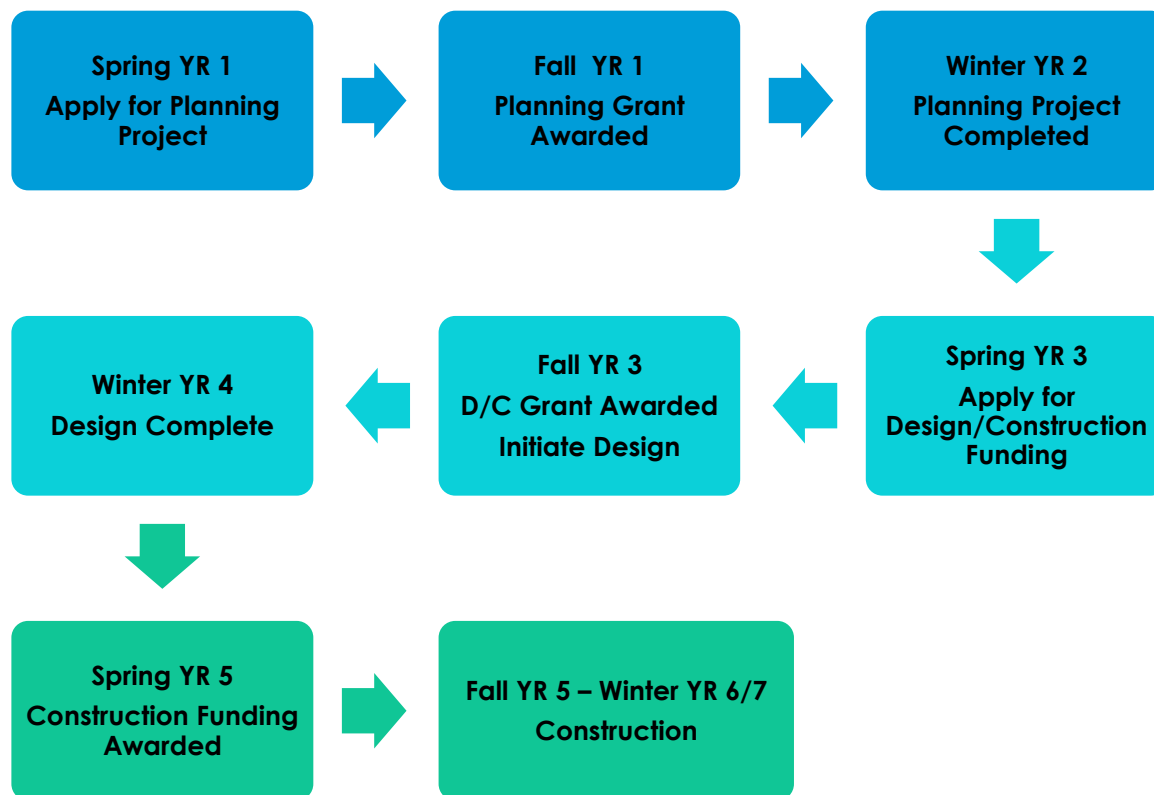 Spring YR 1
Apply for Planning
Project
Fall YR 1
Planning Grant
Awarded
Winter YR 2
Planning Project
Completed
Spring YR 3
Apply for
Design/Construction
Funding
Fall YR 3
D/C Grant Awarded
Initiate Design
Winter YR 4
Design Complete
Spring YR 5
Construction Funding
Awarded
Fall YR 5 – Winter YR 6/7
Construction